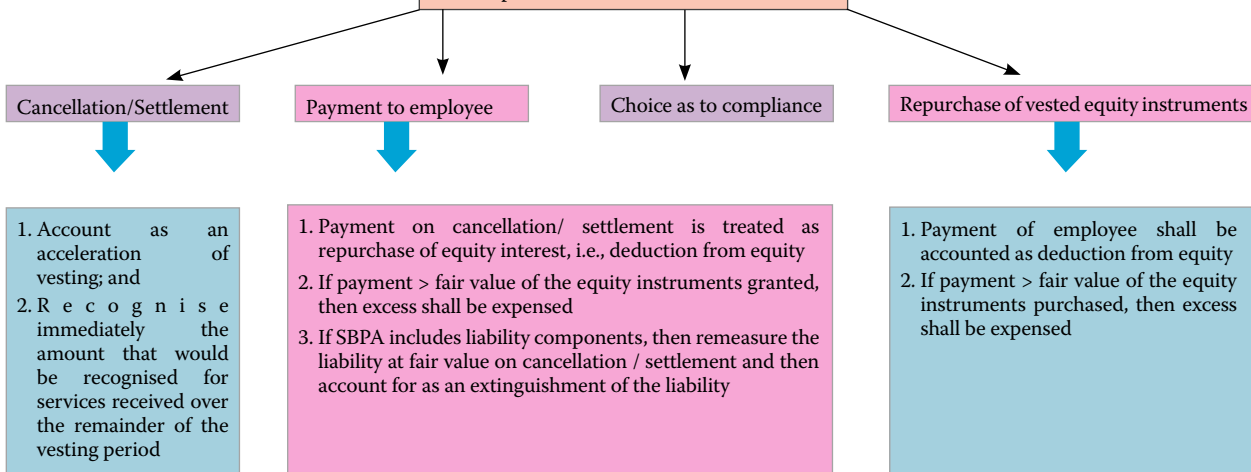 Cancellation/Settlement
Payment to employee
Choice as to compliance
Repurchase of vested equity instruments
1. Account as an
acceleration of
vesting; and
2. R e c o g n i s e
immediately the
amount that would
be recognised for
services received over
the remainder of the
vesting period
1. Payment on cancellation/ settlement is treated as
repurchase of equity interest, i.e., deduction from equity
2. If payment > fair value of the equity instruments granted,
then excess shall be expensed
3. If SBPA includes liability components, then remeasure the
liability at fair value on cancellation / settlement and then
account for as an extinguishment of the liability
1. Payment of employee shall be
accounted as deduction from equity
2. If payment > fair value of the equity
instruments purchased, then excess
shall be expensed